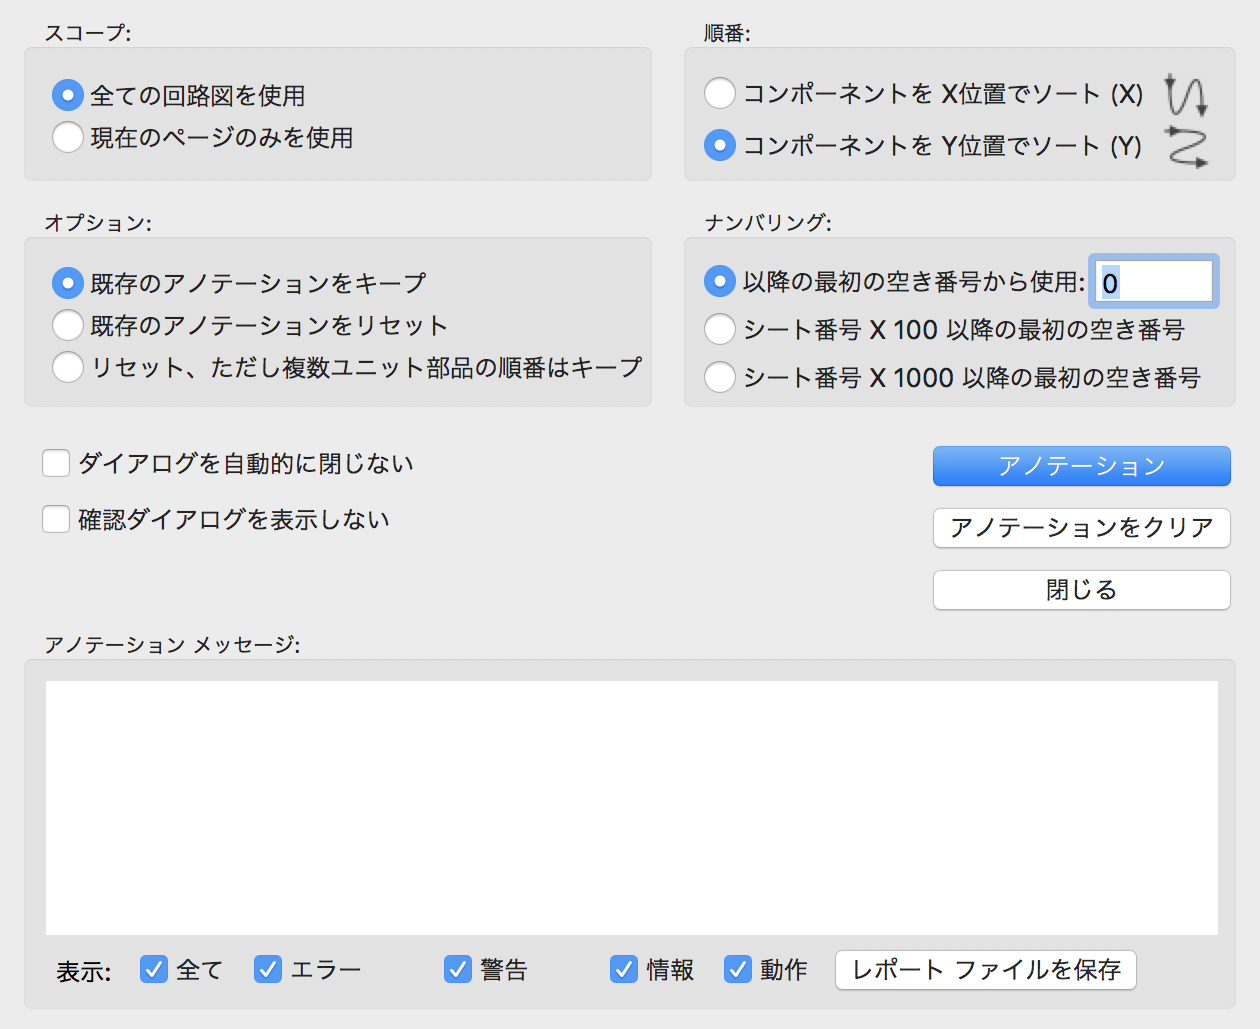 スコープ:
全ての回路図を使用
現在のページのみを使用
順番:
コンポーネントを X位置でソート (X)
コンポーネントを Y位置でソート (Y)
オプション:
既存のアノテーションをキープ
既存のアノテーションをリセット
リセット、ただし複数ユニット部品の順番はキープ
ナンバリング:
以降の最初の空き番号から使用: 0
シート番号 X 100 以降の最初の空き番号
シート番号 X 1000 以降の最初の空き番号
ダイアログを自動的に閉じない
確認ダイアログを表示しない
アノテーション
アノテーションをクリア
閉じる
アノテーション メッセージ:
表示: 全て エラー 警告 情報 動作 レポート ファイルを保存